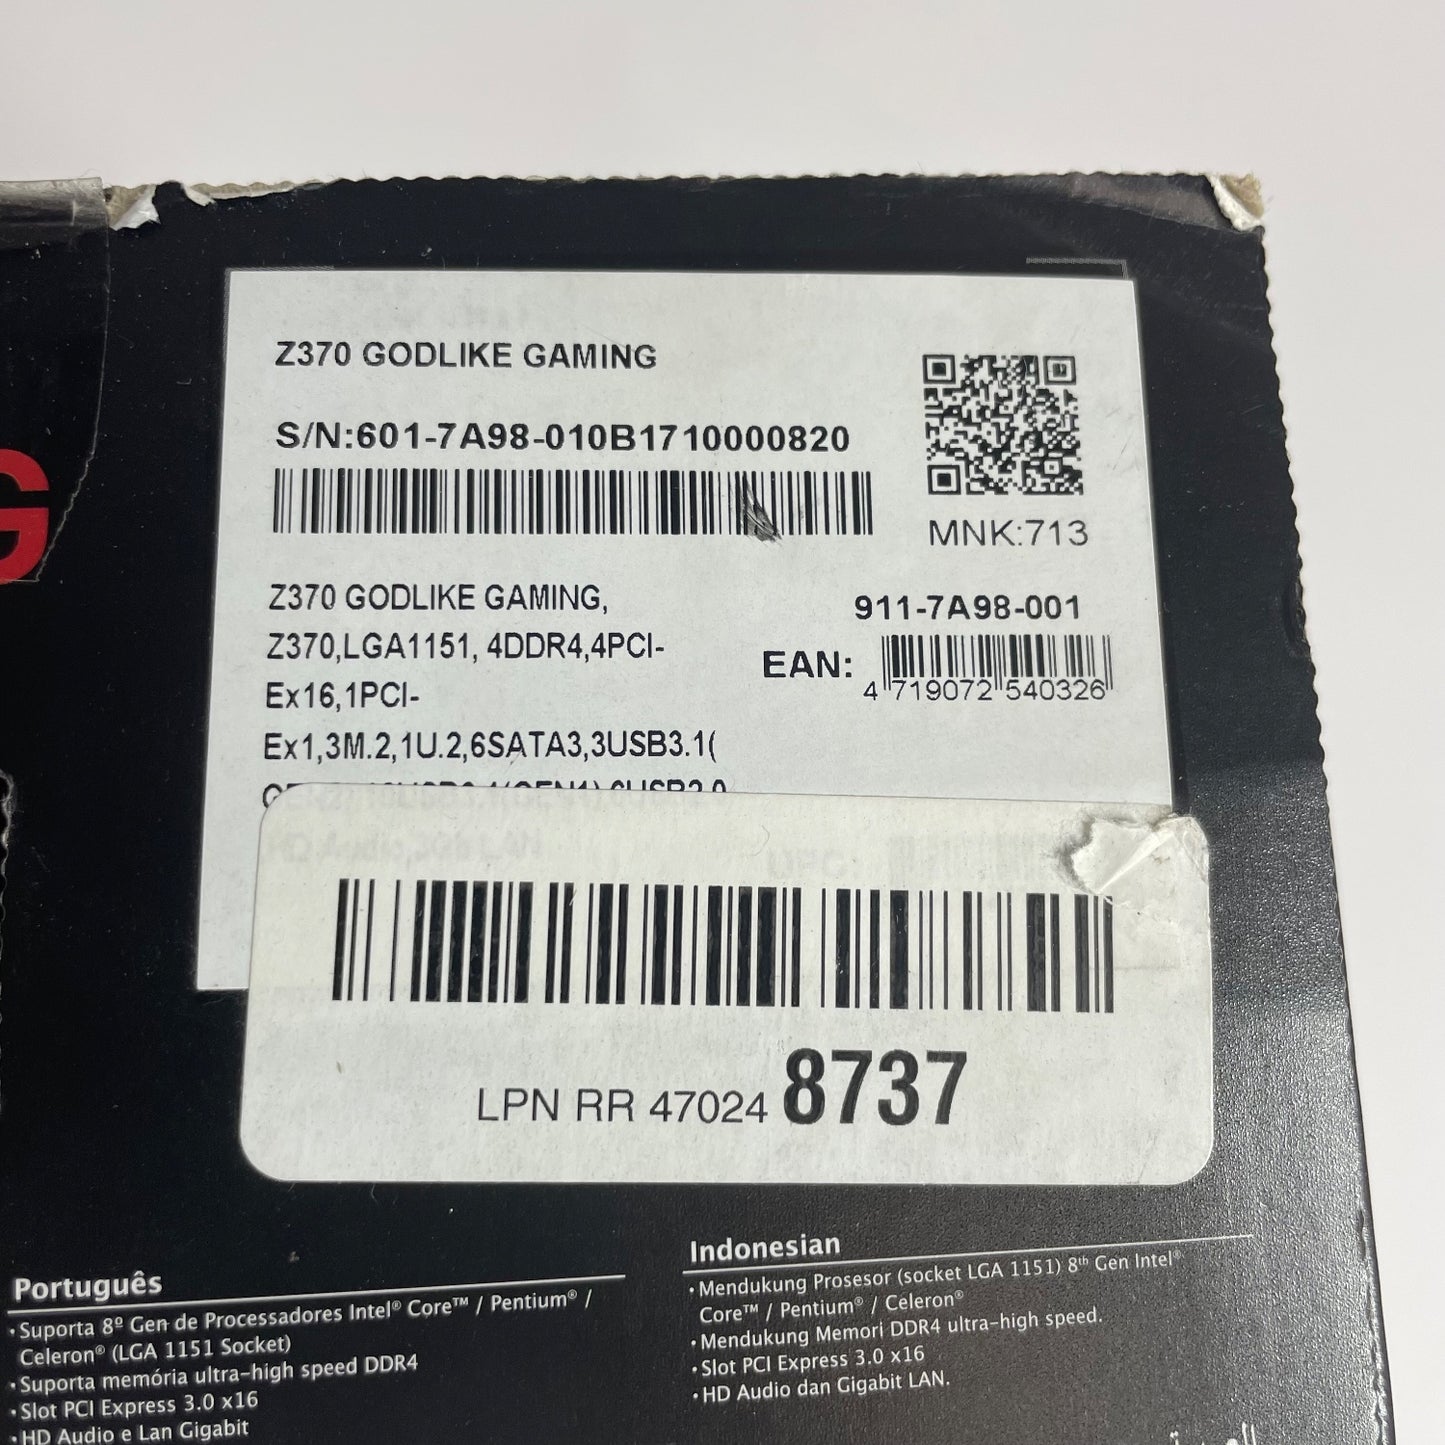 Z370 GODLIKE GAMING
S/N:601-7A98-010B1710000820
MNK:713
Z370 GODLIKE GAMING,
Z370,LGA1151, 4DDR4,4PCI-
Ex16,1PCI-
Ex1,3M.2,1U.2,6SATA3,3USB3.1(
911-7A98-001
EAN:
4 719072 540326
LPN RR 47024 8737
Português
•Suporta 8º Gen de Processadores Intel® Core™ / Pentium® /
Celeron® (LGA 1151 Socket)
•Suporta memória ultra-high speed DDR4
•Slot PCI Express 3.0 x16
•HD Audio e Lan Gigabit
Indonesian
•Mendukung Prosesor (socket LGA 1151) 8th Gen Intel®
Core™ / Pentium® / Celeron®
•Mendukung Memori DDR4 ultra-high speed.
•Slot PCI Express 3.0 x16
•HD Audio dan Gigabit LAN.